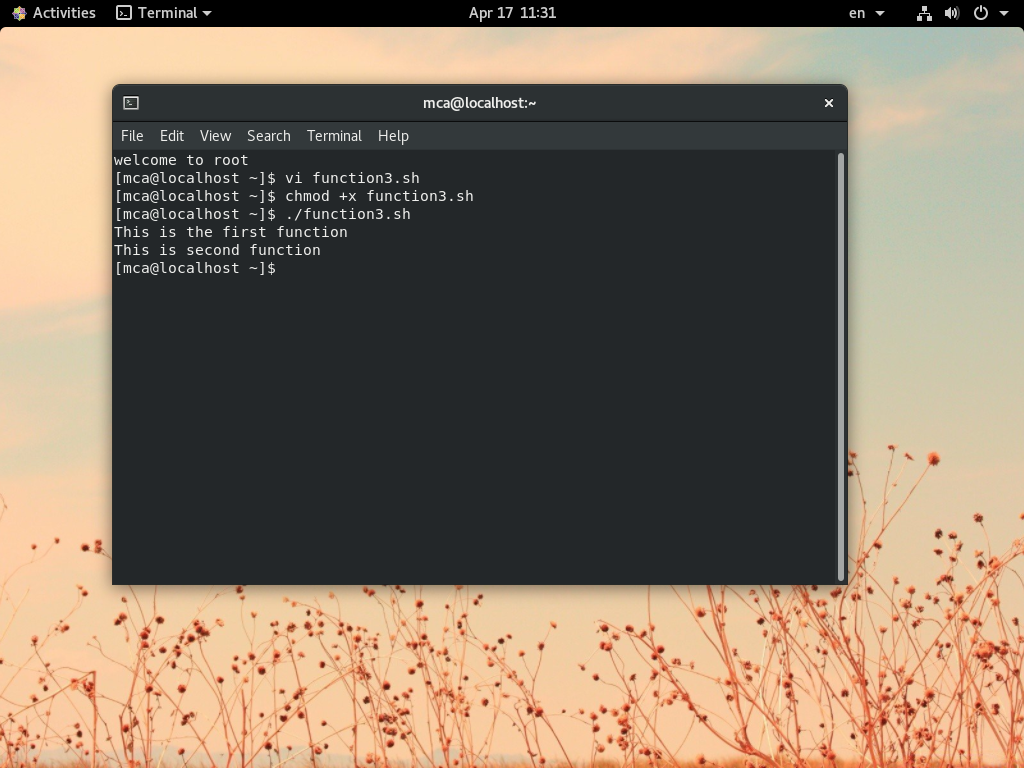 Activities Terminal Apr 17 11:31 en
mca@localhost:~
File Edit View Search Terminal Help
welcome to root
[mca@localhost ~]$ vi function3.sh
[mca@localhost ~]$ chmod +x function3.sh
[mca@localhost ~]$ ./function3.sh
This is the first function
This is second function
[mca@localhost ~]$